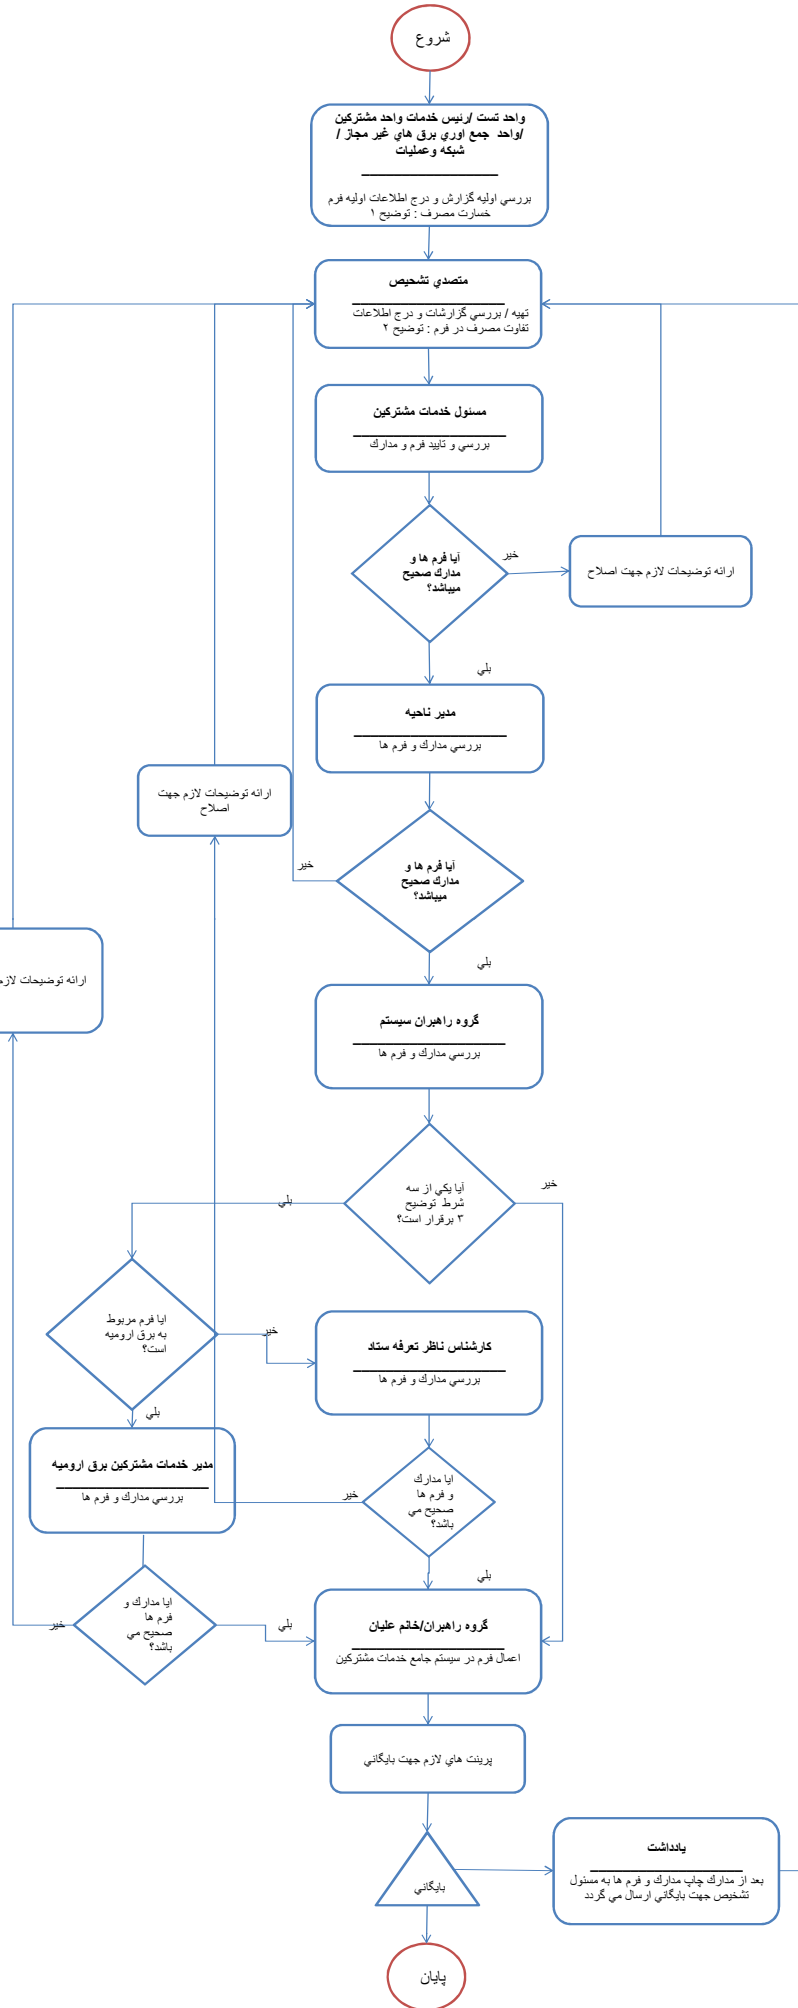 شروع
واحد تست /رئيس خدمات واحد مشتركين
/واحد جمع اوري برق هاي غير مجاز /
شبكه وعمليات
بررسي اوليه گزارش و درج اطلاعات اوليه فرم
خسارت مصرف : توضيح ۱
متصدي تشحيص
تهيه / بررسي گزارشات و درج اطلاعات
تفاوت مصرف در فرم : توضيح ۲
مسئول خدمات مشتركين
بررسي و تاييد فرم و مدارك
آيا فرم ها و
مدارك صحيح
ميباشد؟
خير
ارائه توضيحات لازم جهت اصلاح
بلي
مدير ناحيه
بررسي مدارك و فرم ها
ارائه توضيحات لازم جهت
اصلاح
آيا فرم ها و
مدارك صحيح
ميباشد؟
خير
بلي
ارائه توضيحات
گروه راهبران سيستم
بررسي مدارك و فرم ها
آيا يكي از سه
شرط توضيح
۳ برقرار است؟
خير
بلي
ايا فرم مربوط
به برق اروميه
است؟
خير
كارشناس ناظر تعرفه ستاد
بررسي مدارك و فرم ها
بلي
مدير خدمات مشتركين برق اروميه
بررسي مدارك و فرم ها
ايا مدارك
و فرم ها
صحيح مي
باشد؟
خير
بلي
ايا مدارك و
فرم ها
صحيح مي
باشد؟
خير
بلي
گروه راهبران/خانم عليان
اعمال فرم در سيستم جامع خدمات مشتركين
پرينت هاي لازم جهت بايگاني
بايگاني
يادداشت
بعد از مدارك چاپ مدارك و فرم ها به مسئول
تشخيص جهت بايگاني ارسال مي گردد
پايان